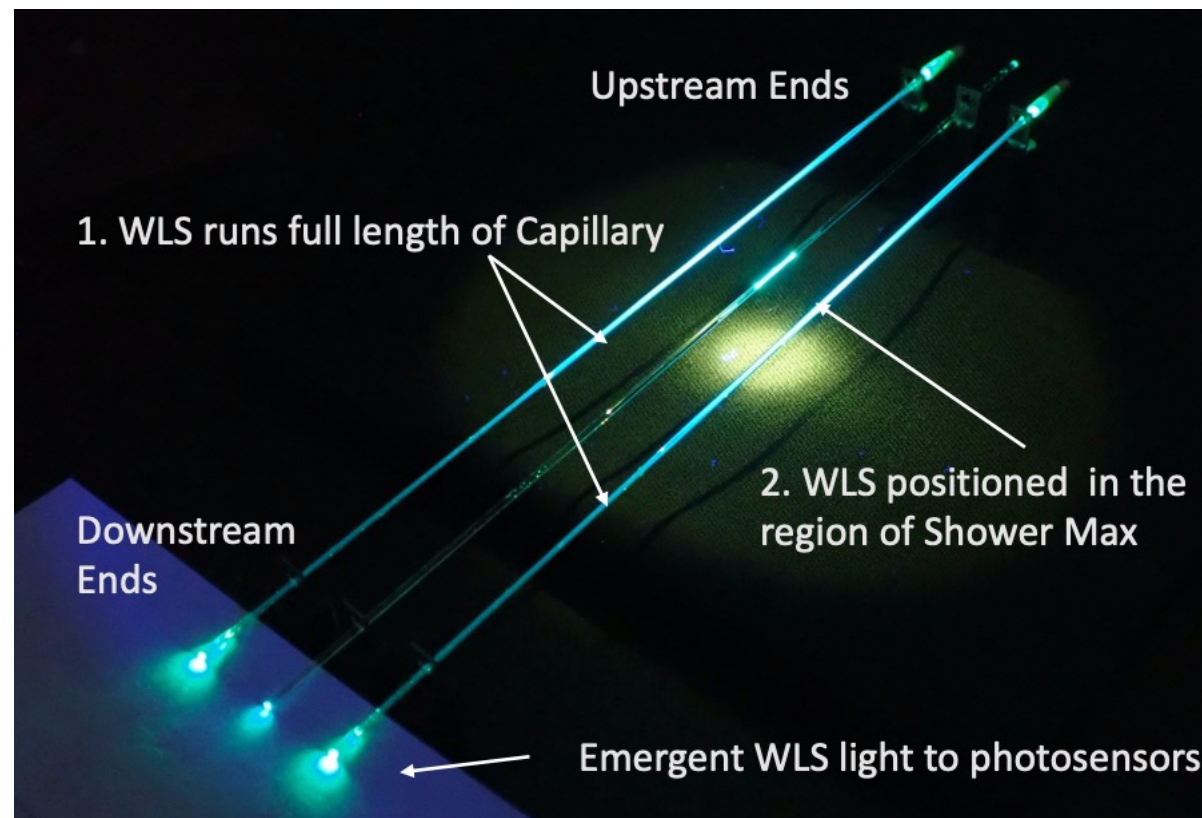 Upstream Ends
1. WLS runs full length of Capillary
2. WLS positioned  in the
region of Shower Max
Downstream
Ends
Emergent WLS light to photosensors